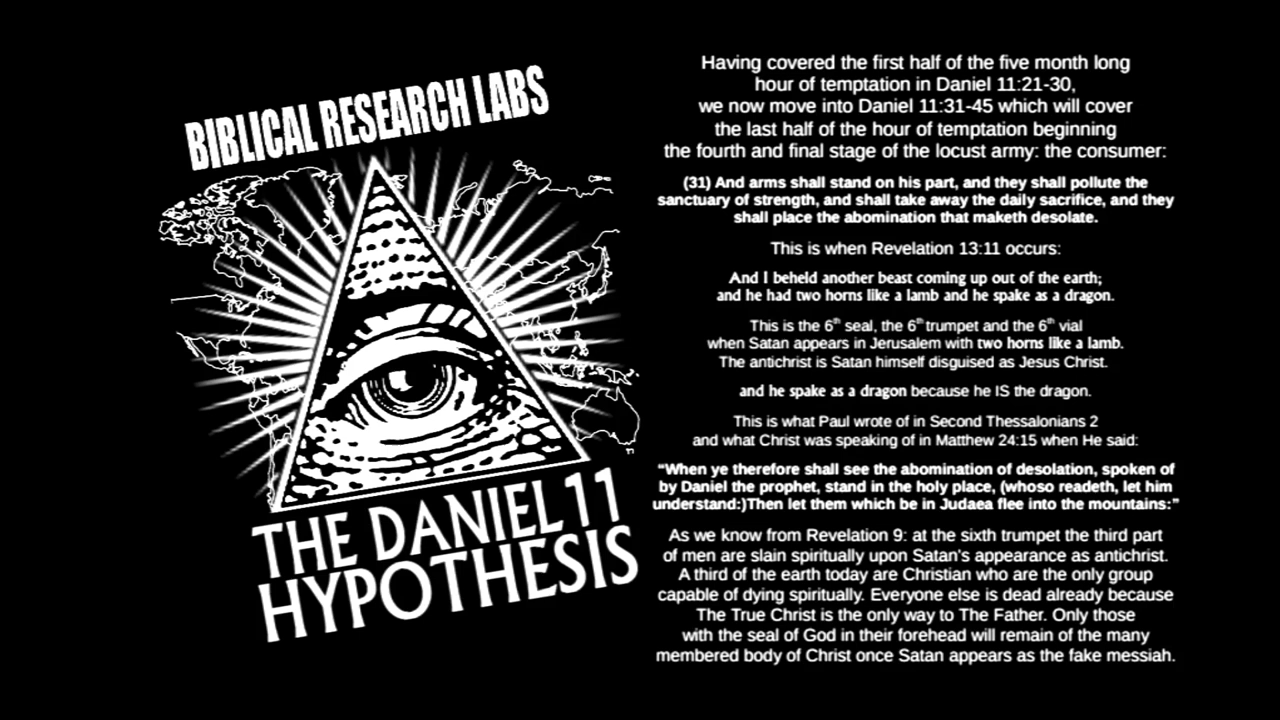 BIBLICAL RESEARCH LABS
THE DANIEL 11
HYPOTHESIS
Having covered the first half of the five month long
hour of temptation in Daniel 11:21-30,
we now move into Daniel 11:31-45 which will cover
the last half of the hour of temptation beginning
the fourth and final stage of the locust army: the consumer:
(31) And arms shall stand on his part, and they shall pollute the
sanctuary of strength, and shall take away the daily sacrifice, and they
shall place the abomination that maketh desolate.
This is when Revelation 13:11 occurs:
And I beheld another beast coming up out of the earth;
and he had two horns like a lamb and he spake as a dragon.
This is the 6th seal, the 6th trumpet and the 6th vial
when Satan appears in Jerusalem with two horns like a lamb.
The antichrist is Satan himself disguised as Jesus Christ.
and he spake as a dragon because he IS the dragon.
This is what Paul wrote of in Second Thessalonians 2
and what Christ was speaking of in Matthew 24:15 when He said:
“When ye therefore shall see the abomination of desolation, spoken of
by Daniel the prophet, stand in the holy place, (whoso readeth, let him
understand:)Then let them which be in Judaea flee into the mountains:”
As we know from Revelation 9: at the sixth trumpet the third part
of men are slain spiritually upon Satan's appearance as antichrist.
A third of the earth today are Christian who are the only group
capable of dying spiritually. Everyone else is dead already because
The True Christ is the only way to The Father. Only those
with the seal of God in their forehead will remain of the many
membered body of Christ once Satan appears as the fake messiah.